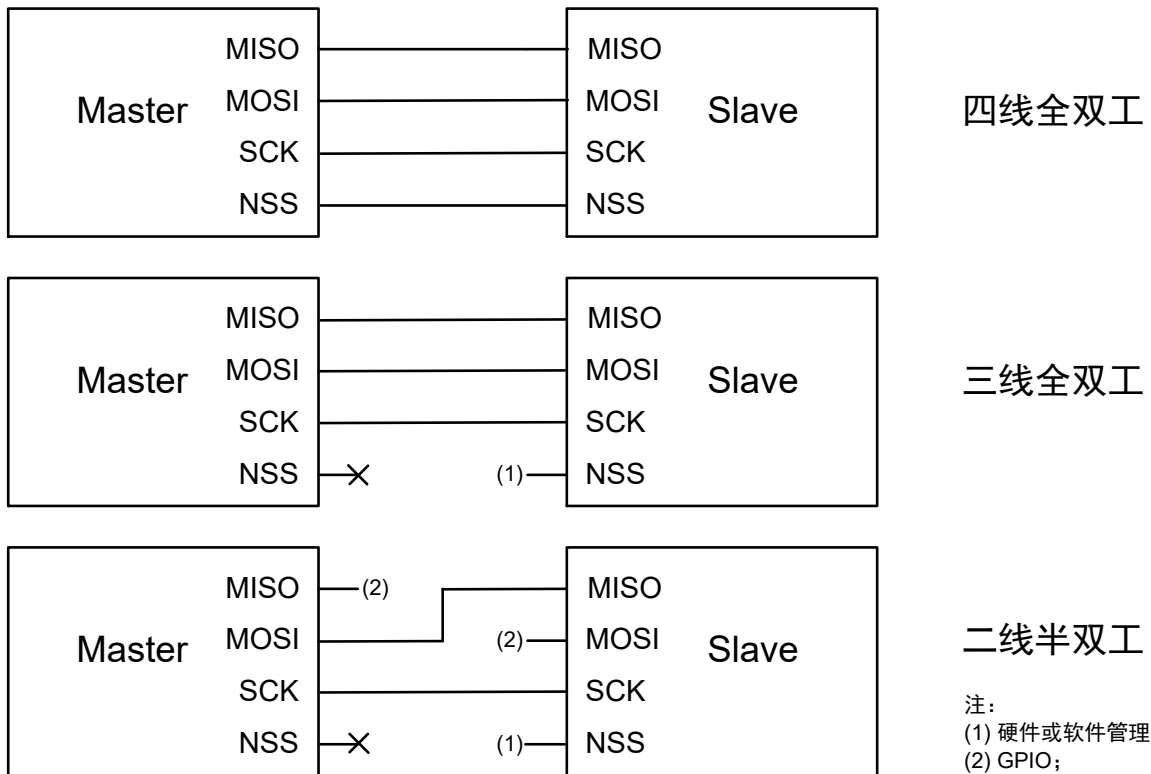 MISO MISO
Master MOSI MOSI Slave 四线全双工
SCK SCK
NSS NSS
MISO MISO
Master MOSI MOSI Slave 三线全双工
SCK SCK
NSS (1) NSS
MISO (2) MISO
Master MOSI (2) MOSI Slave 二线半双工
SCK SCK
注：
NSS (1) NSS
(1) 硬件或软件管理
(2) GPIO；